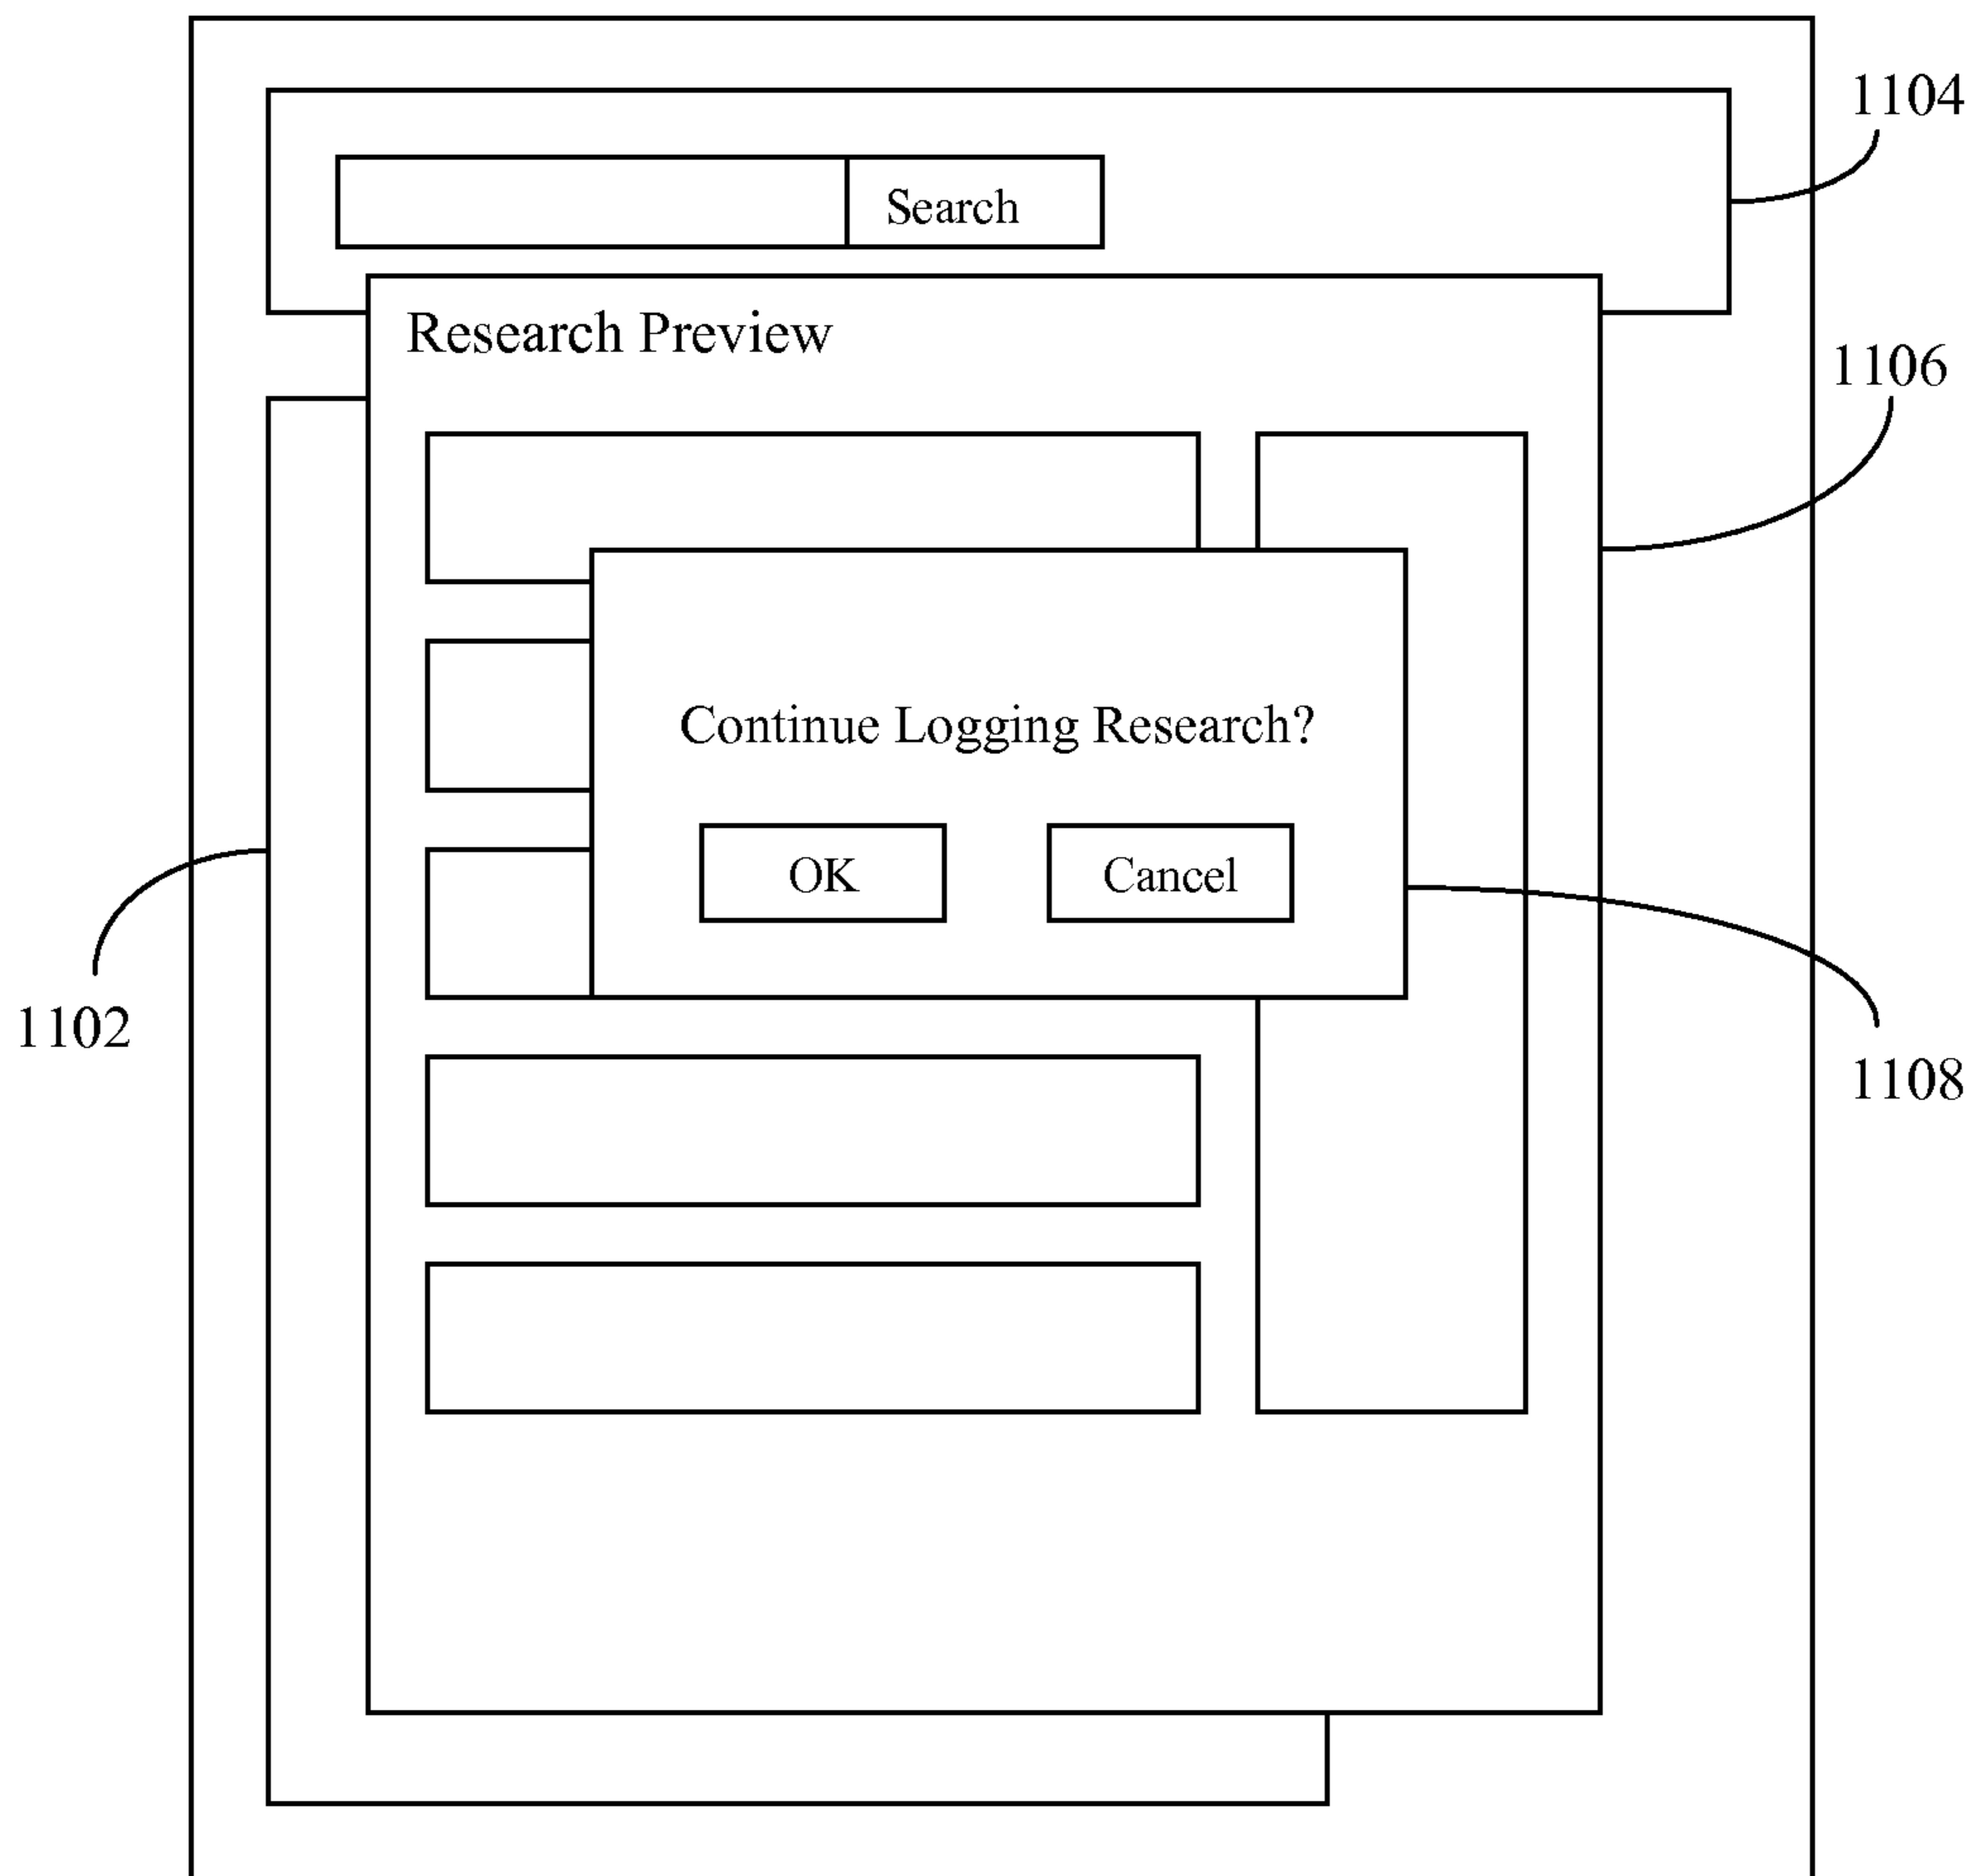 1104
Search
Research Preview
1106
Continue Logging Research?
OK
Cancel
1102
1108